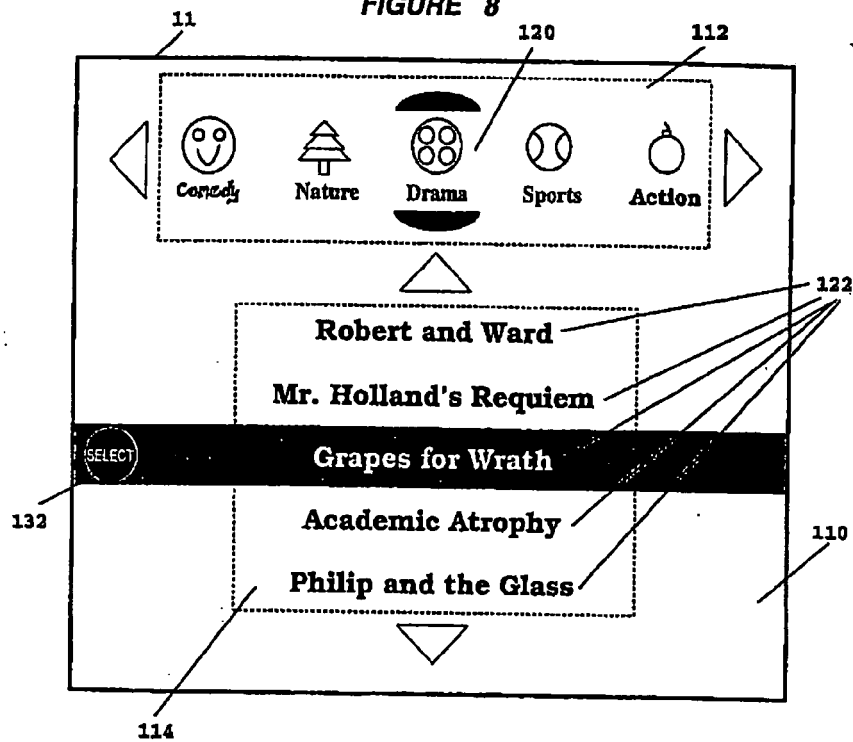 FIGURE 8
11
120
112
Comedy
Nature
Drama
Sports
Action
122
Robert and Ward
Mr. Holland's Requiem
SELECT
Grapes for Wrath
132
Academic Atrophy
110
Philip and the Glass
114